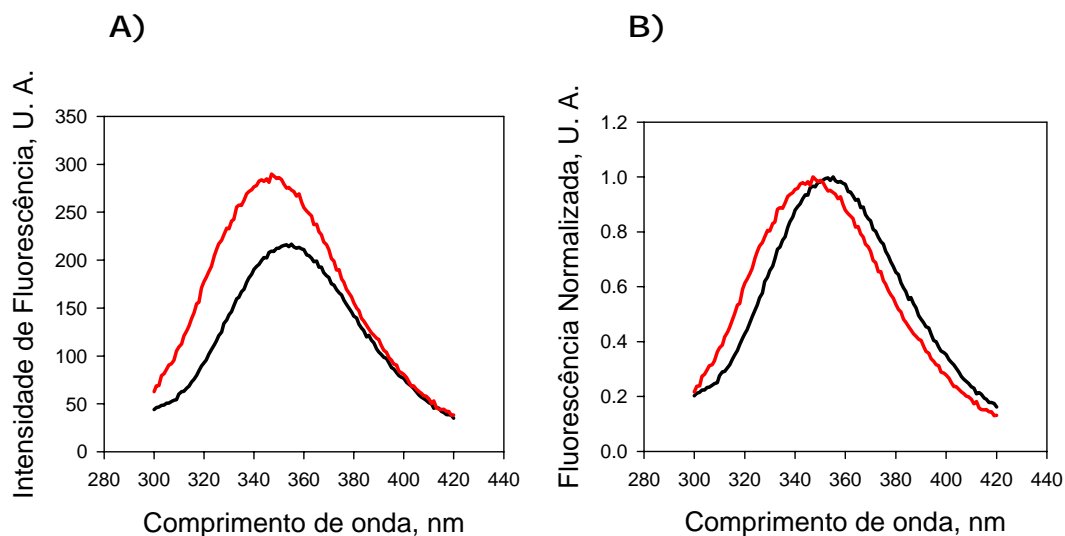 A)
Intensidade de Fluorescência, U. A.
350
300
250
200
150
100
50
0
280 300 320 340 360 380 400 420 440
Comprimento de onda, nm
B)
Fluorescência Normalizada, U. A.
1.2
1.0
0.8
0.6
0.4
0.2
0.0
280 300 320 340 360 380 400 420 440
Comprimento de onda, nm